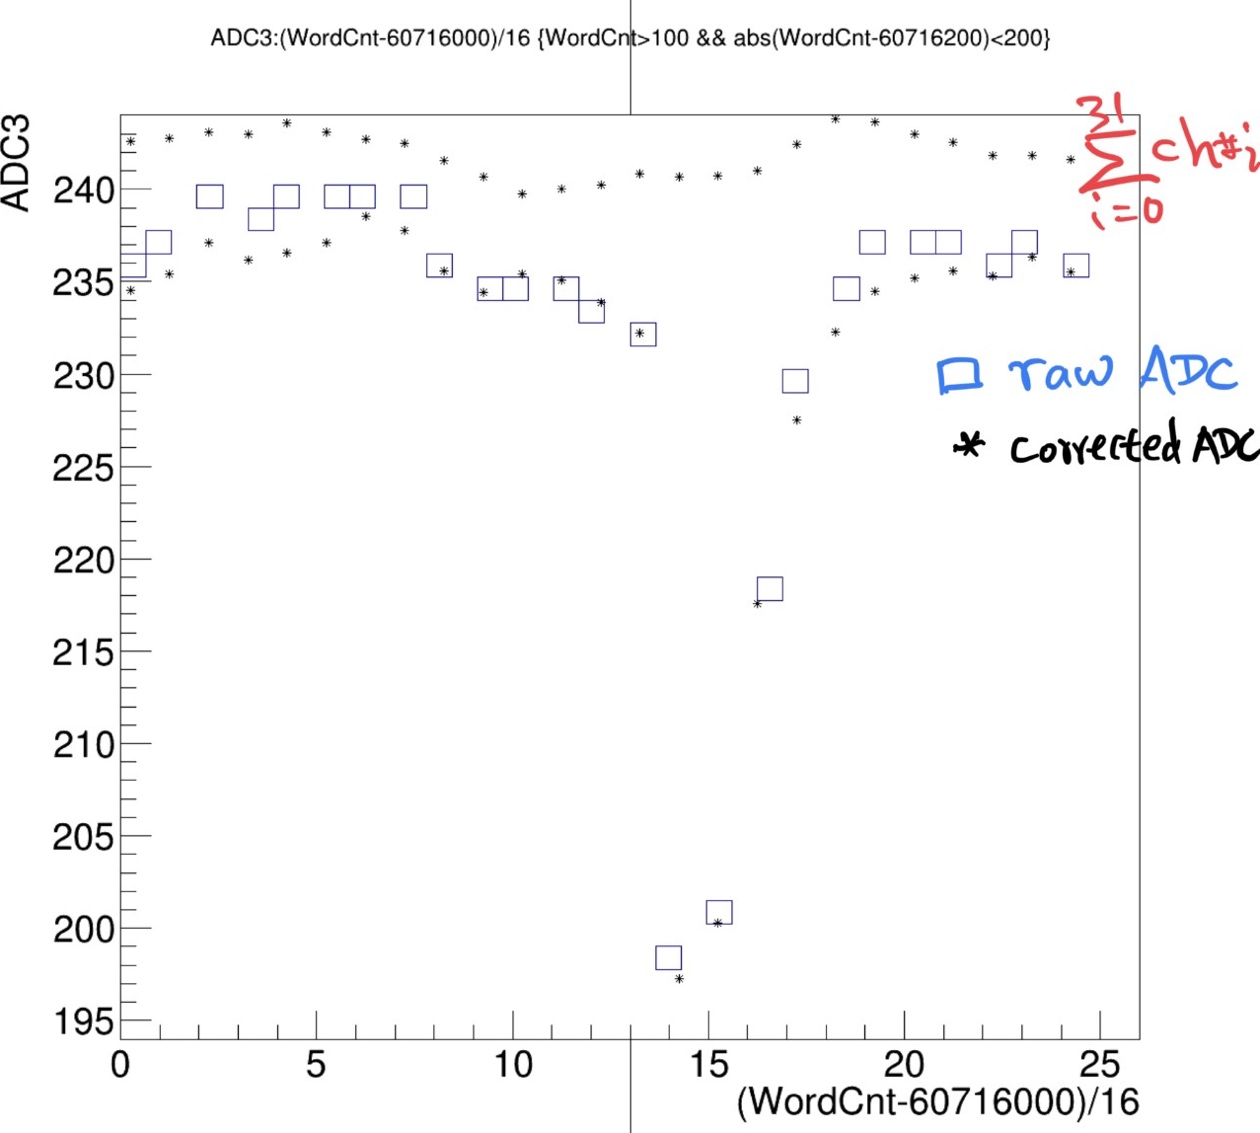 ADC3:(WordCnt-60716000)/16 {WordCnt>100 && abs(WordCnt-60716200)<200}
ADC3
31
∑ ch#i
i=0
240
235
230
□ raw ADC
* corrected ADC
225
220
215
210
205
200
195
0 5 10 15 20 25
(WordCnt-60716000)/16